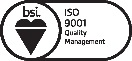 bsi.
ISO
9001
Quality
Management